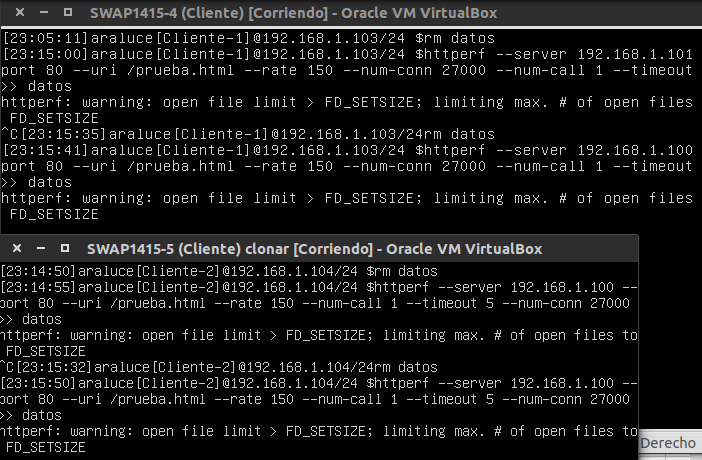 SWAP1415-4 (Cliente) [Corriendo] - Oracle VM VirtualBox
[23:05:11]araluce[Cliente-1]@192.168.1.103/24 $rm datos
[23:15:00]araluce[Cliente-1]@192.168.1.103/24 $httperf --server 192.168.1.101
port 80 --uri /prueba.html --rate 150 --num-conn 27000 --num-call 1 --timeout
>> datos
httperf: warning: open file limit > FD_SETSIZE; limiting max. # of open files
FD_SETSIZE
^C[23:15:35]araluce[Cliente-1]@192.168.1.103/24rm datos
[23:15:41]araluce[Cliente-1]@192.168.1.103/24 $httperf --server 192.168.1.100
port 80 --uri /prueba.html --rate 150 --num-conn 27000 --num-call 1 --timeout
>> datos
httperf: warning: open file limit > FD_SETSIZE; limiting max. # of open files
FD_SETSIZE
SWAP1415-5 (Cliente) clonar [Corriendo] - Oracle VM VirtualBox
[23:14:50]araluce[Cliente-2]@192.168.1.104/24 $rm datos
[23:14:55]araluce[Cliente-2]@192.168.1.104/24 $httperf --server 192.168.1.100 --
port 80 --uri /prueba.html --rate 150 --num-call 1 --timeout 5 --num-conn 27000
>> datos
httperf: warning: open file limit > FD_SETSIZE; limiting max. # of open files to
FD_SETSIZE
^C[23:15:32]araluce[Cliente-2]@192.168.1.104/24rm datos
[23:15:50]araluce[Cliente-2]@192.168.1.104/24 $httperf --server 192.168.1.100 --
port 80 --uri /prueba.html --rate 150 --num-call 1 --timeout 5 --num-conn 27000
>> datos
httperf: warning: open file limit > FD_SETSIZE; limiting max. # of open files to
FD_SETSIZE
Derecho